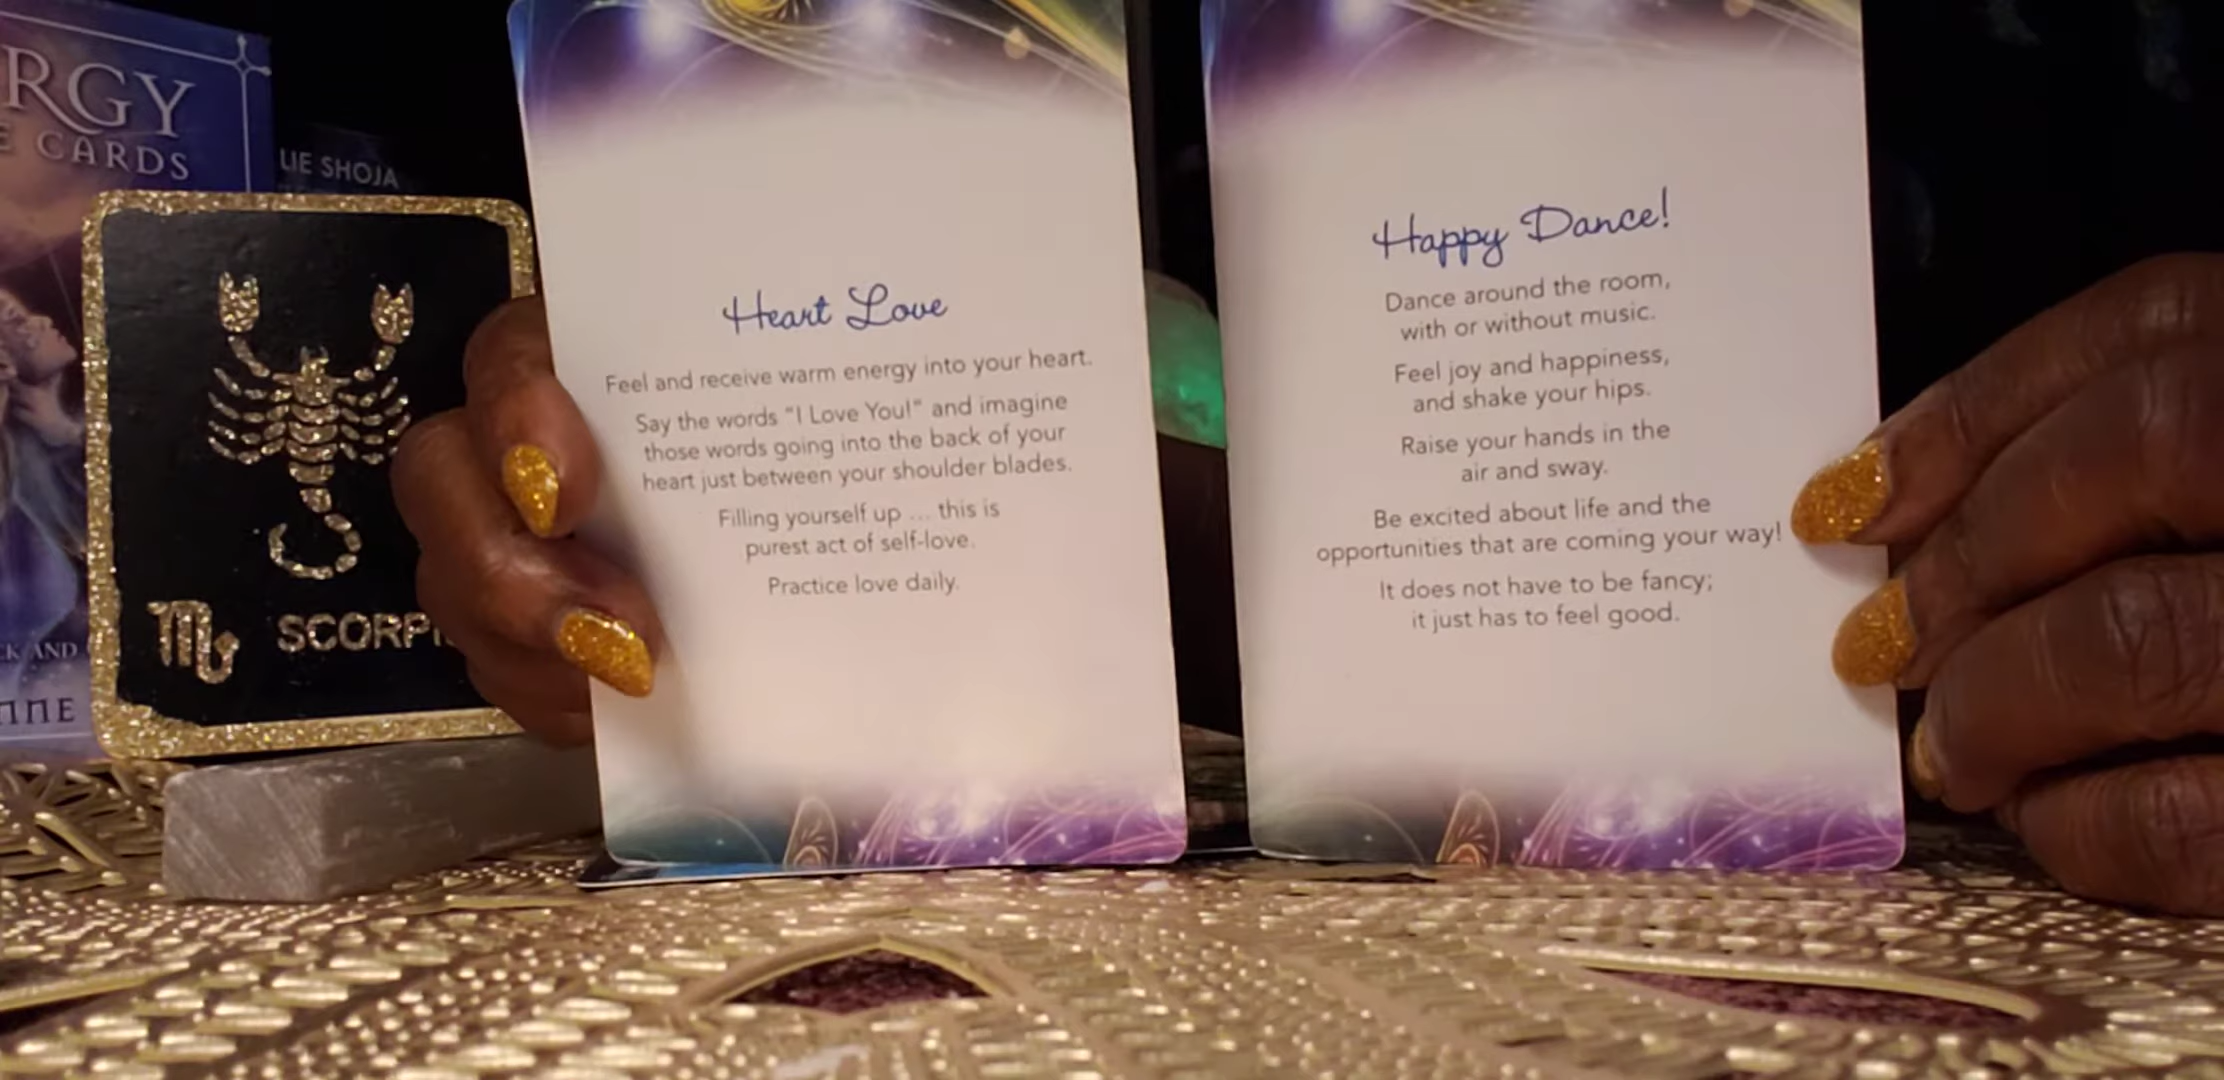 RGY
E CARDS
LIE SHOJA
CK AND
NNE
SCORPI
Heart Love
Feel and receive warm energy into your heart.
Say the words "I Love You!" and imagine
those words going into the back of your
heart just between your shoulder blades.
Filling yourself up ... this is
purest act of self-love.
Practice love daily.
Happy Dance!
Dance around the room,
with or without music.
Feel joy and happiness,
and shake your hips.
Raise your hands in the
air and sway.
Be excited about life and the
opportunities that are coming your way!
It does not have to be fancy;
it just has to feel good.